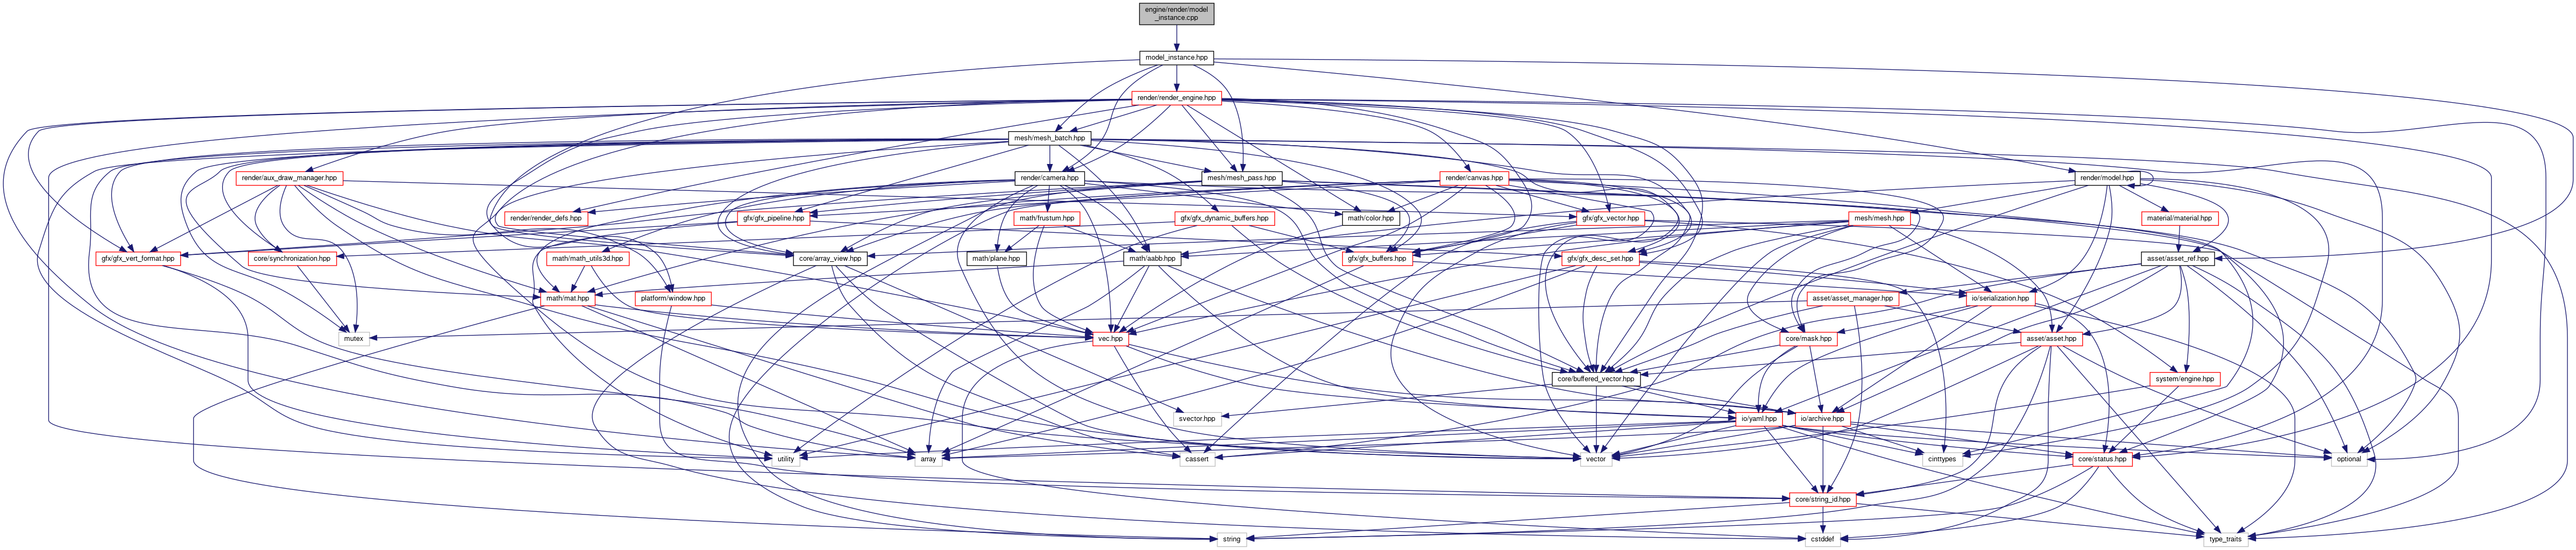 engine/render/model
_instance.cpp
model_instance.hpp
render/render_engine.hpp
mesh/mesh_batch.hpp
render/aux_draw_manager.hpp
render/camera.hpp
mesh/mesh_pass.hpp
render/canvas.hpp
render/model.hpp
render/render_defs.hpp
gfx/gfx_pipeline.hpp
math/frustum.hpp
gfx/gfx_dynamic_buffers.hpp
math/color.hpp
gfx/gfx_vector.hpp
mesh/mesh.hpp
material/material.hpp
gfx/gfx_vert_format.hpp
core/synchronization.hpp
math/math_utils3d.hpp
core/array_view.hpp
math/plane.hpp
math/aabb.hpp
gfx/gfx_buffers.hpp
gfx/gfx_desc_set.hpp
asset/asset_ref.hpp
math/mat.hpp
platform/window.hpp
asset/asset_manager.hpp
io/serialization.hpp
mutex
vec.hpp
core/mask.hpp
asset/asset.hpp
core/buffered_vector.hpp
system/engine.hpp
svector.hpp
io/yaml.hpp
io/archive.hpp
utility
array
cassert
vector
cinttypes
core/status.hpp
optional
core/string_id.hpp
string
cstddef
type_traits